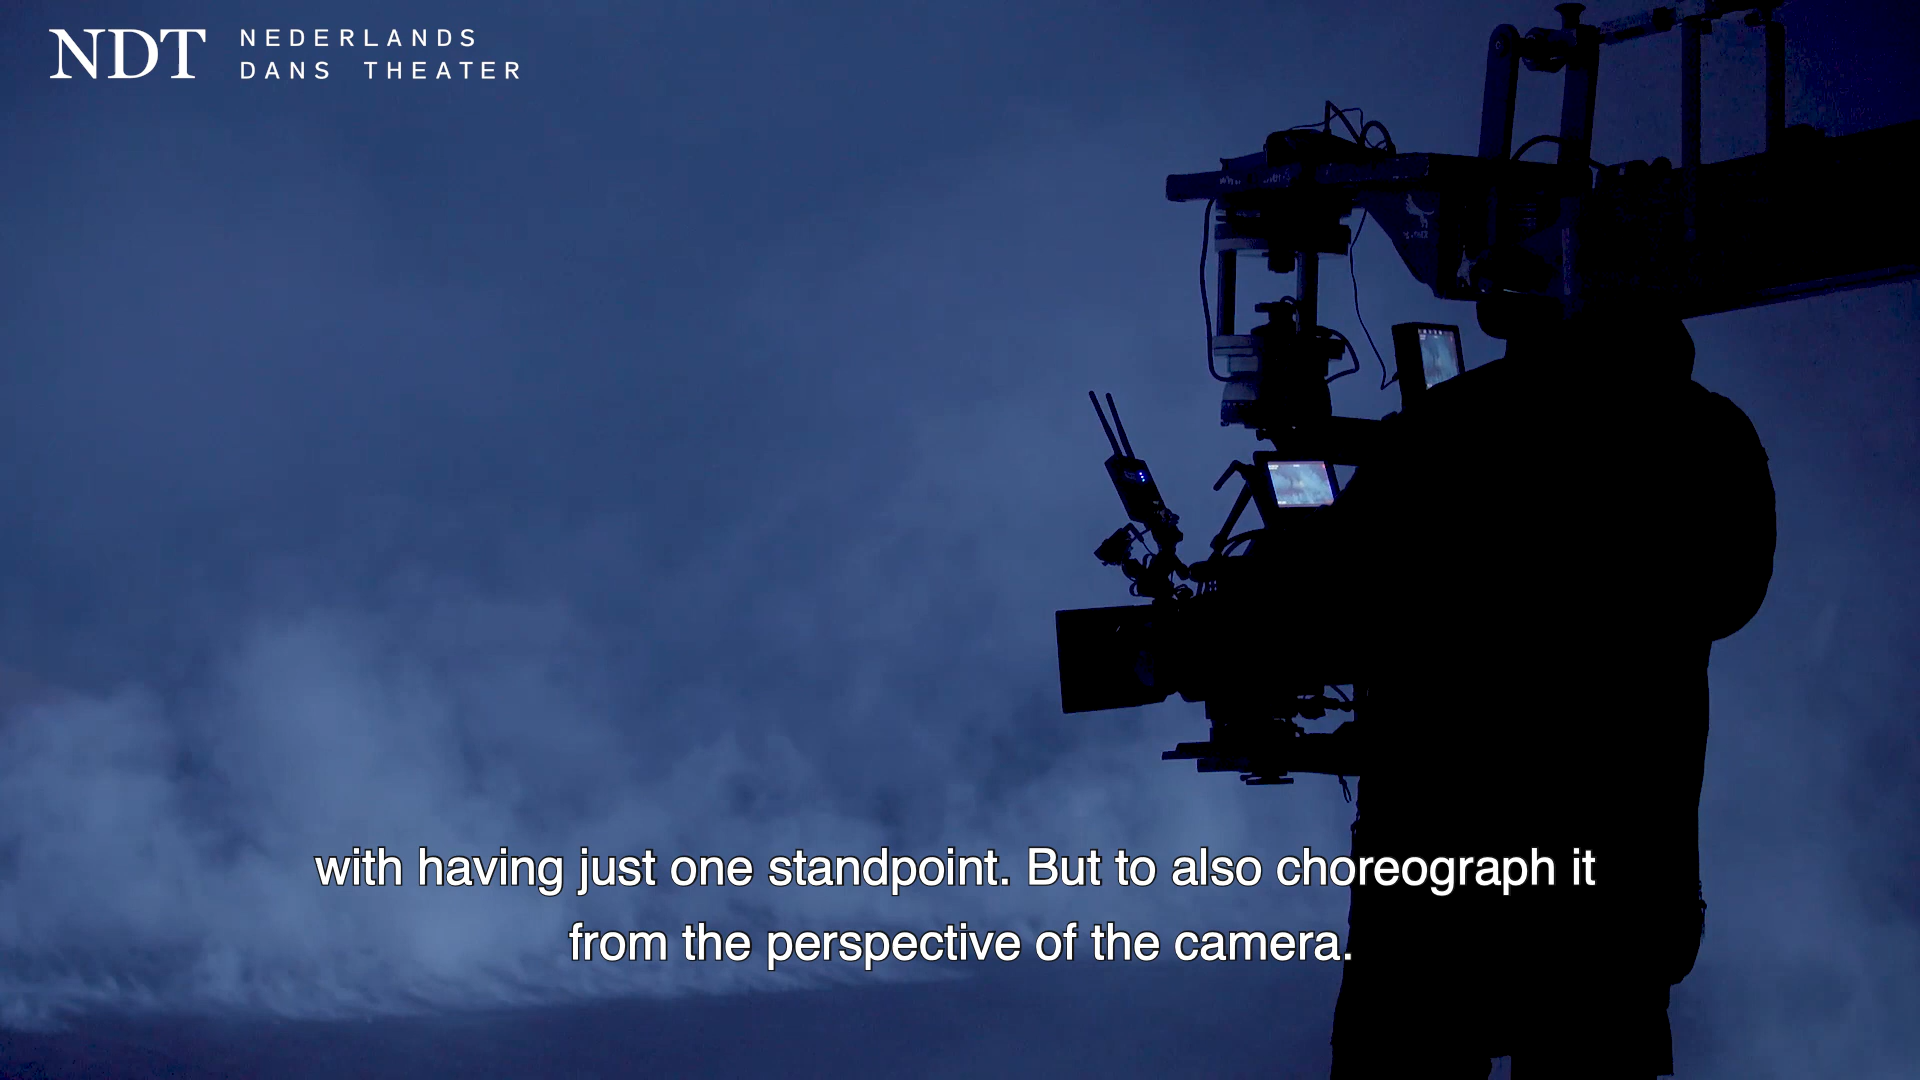 NDT NEDERLANDS
DANS THEATER
with having just one standpoint. But to also choreograph it
from the perspective of the camera.